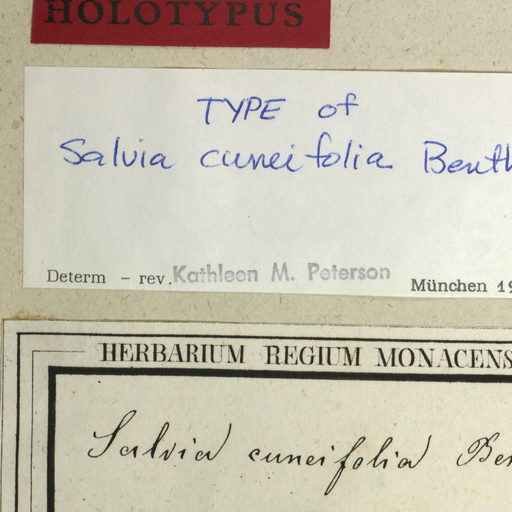 HOLOTYPUS
TYPE of
Salvia cuneifolia Benth
Determ – rev. Kathleen M. Peterson München 19
HERBARIUM REGIUM MONACENS
Salvia cuneifolia Ben